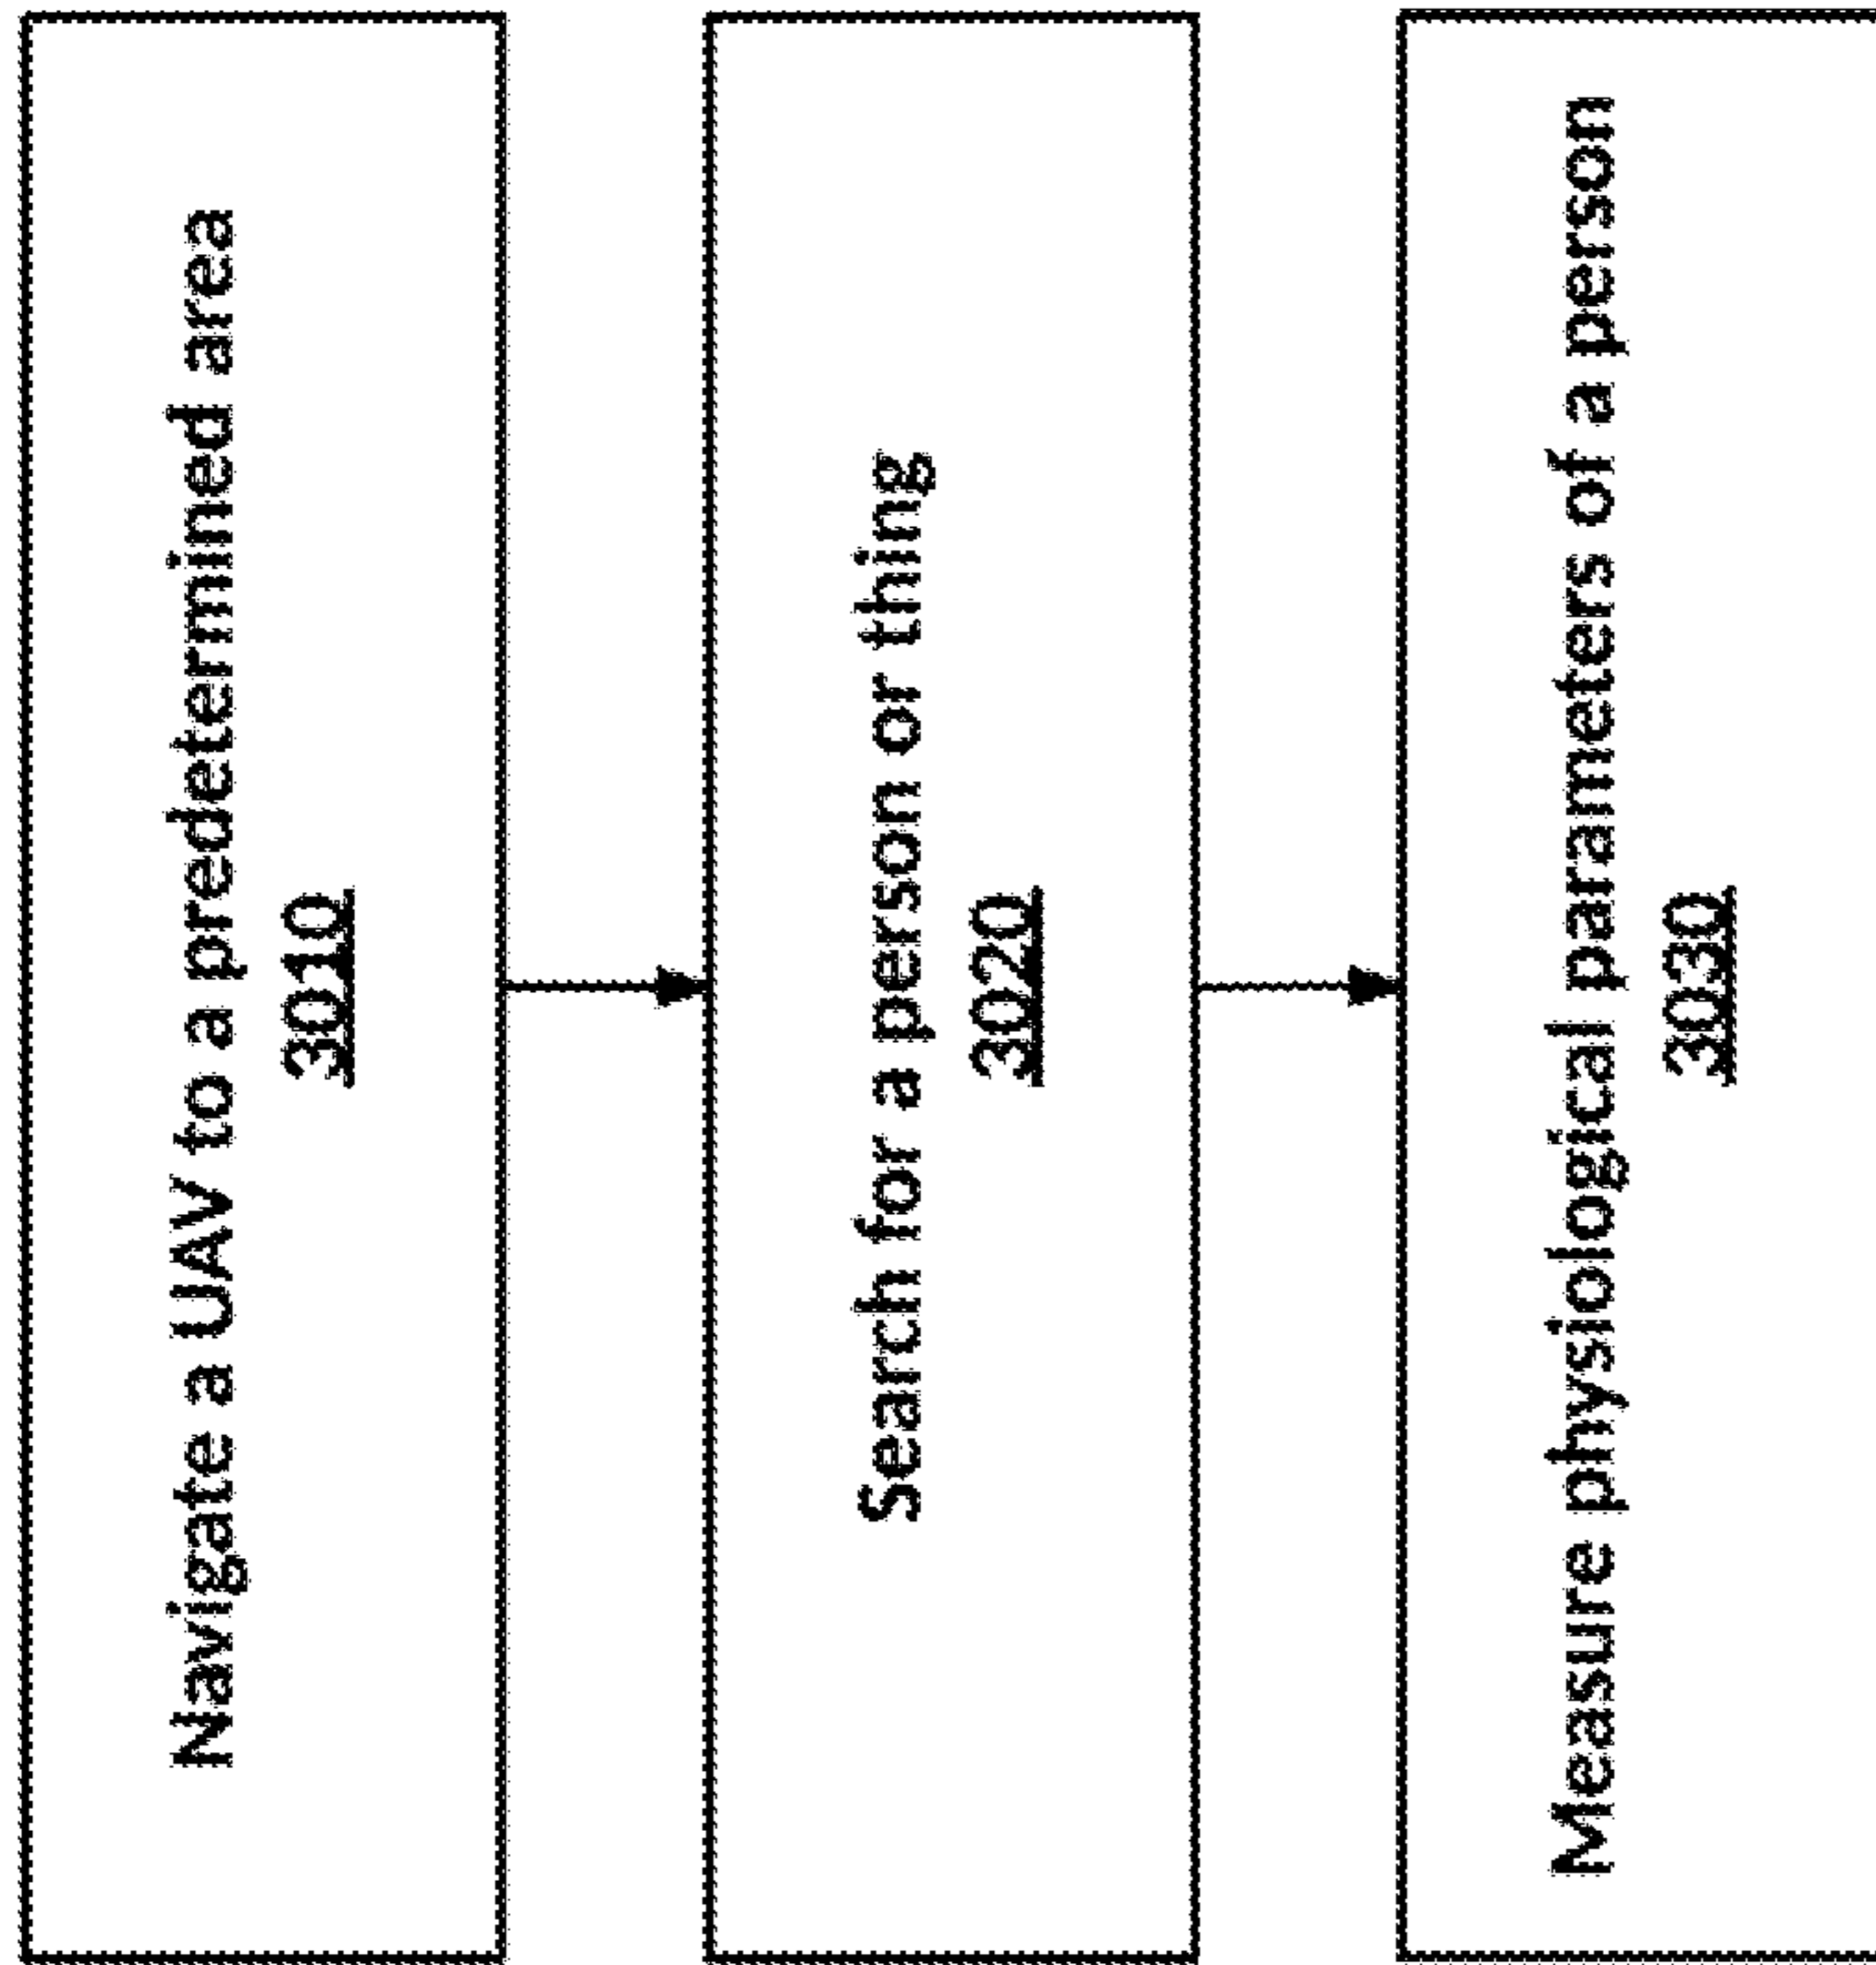 Navigate a UAV to a predetermined area
3010
Search for a person or thing
3020
Measure physiological parameters of a person
3030